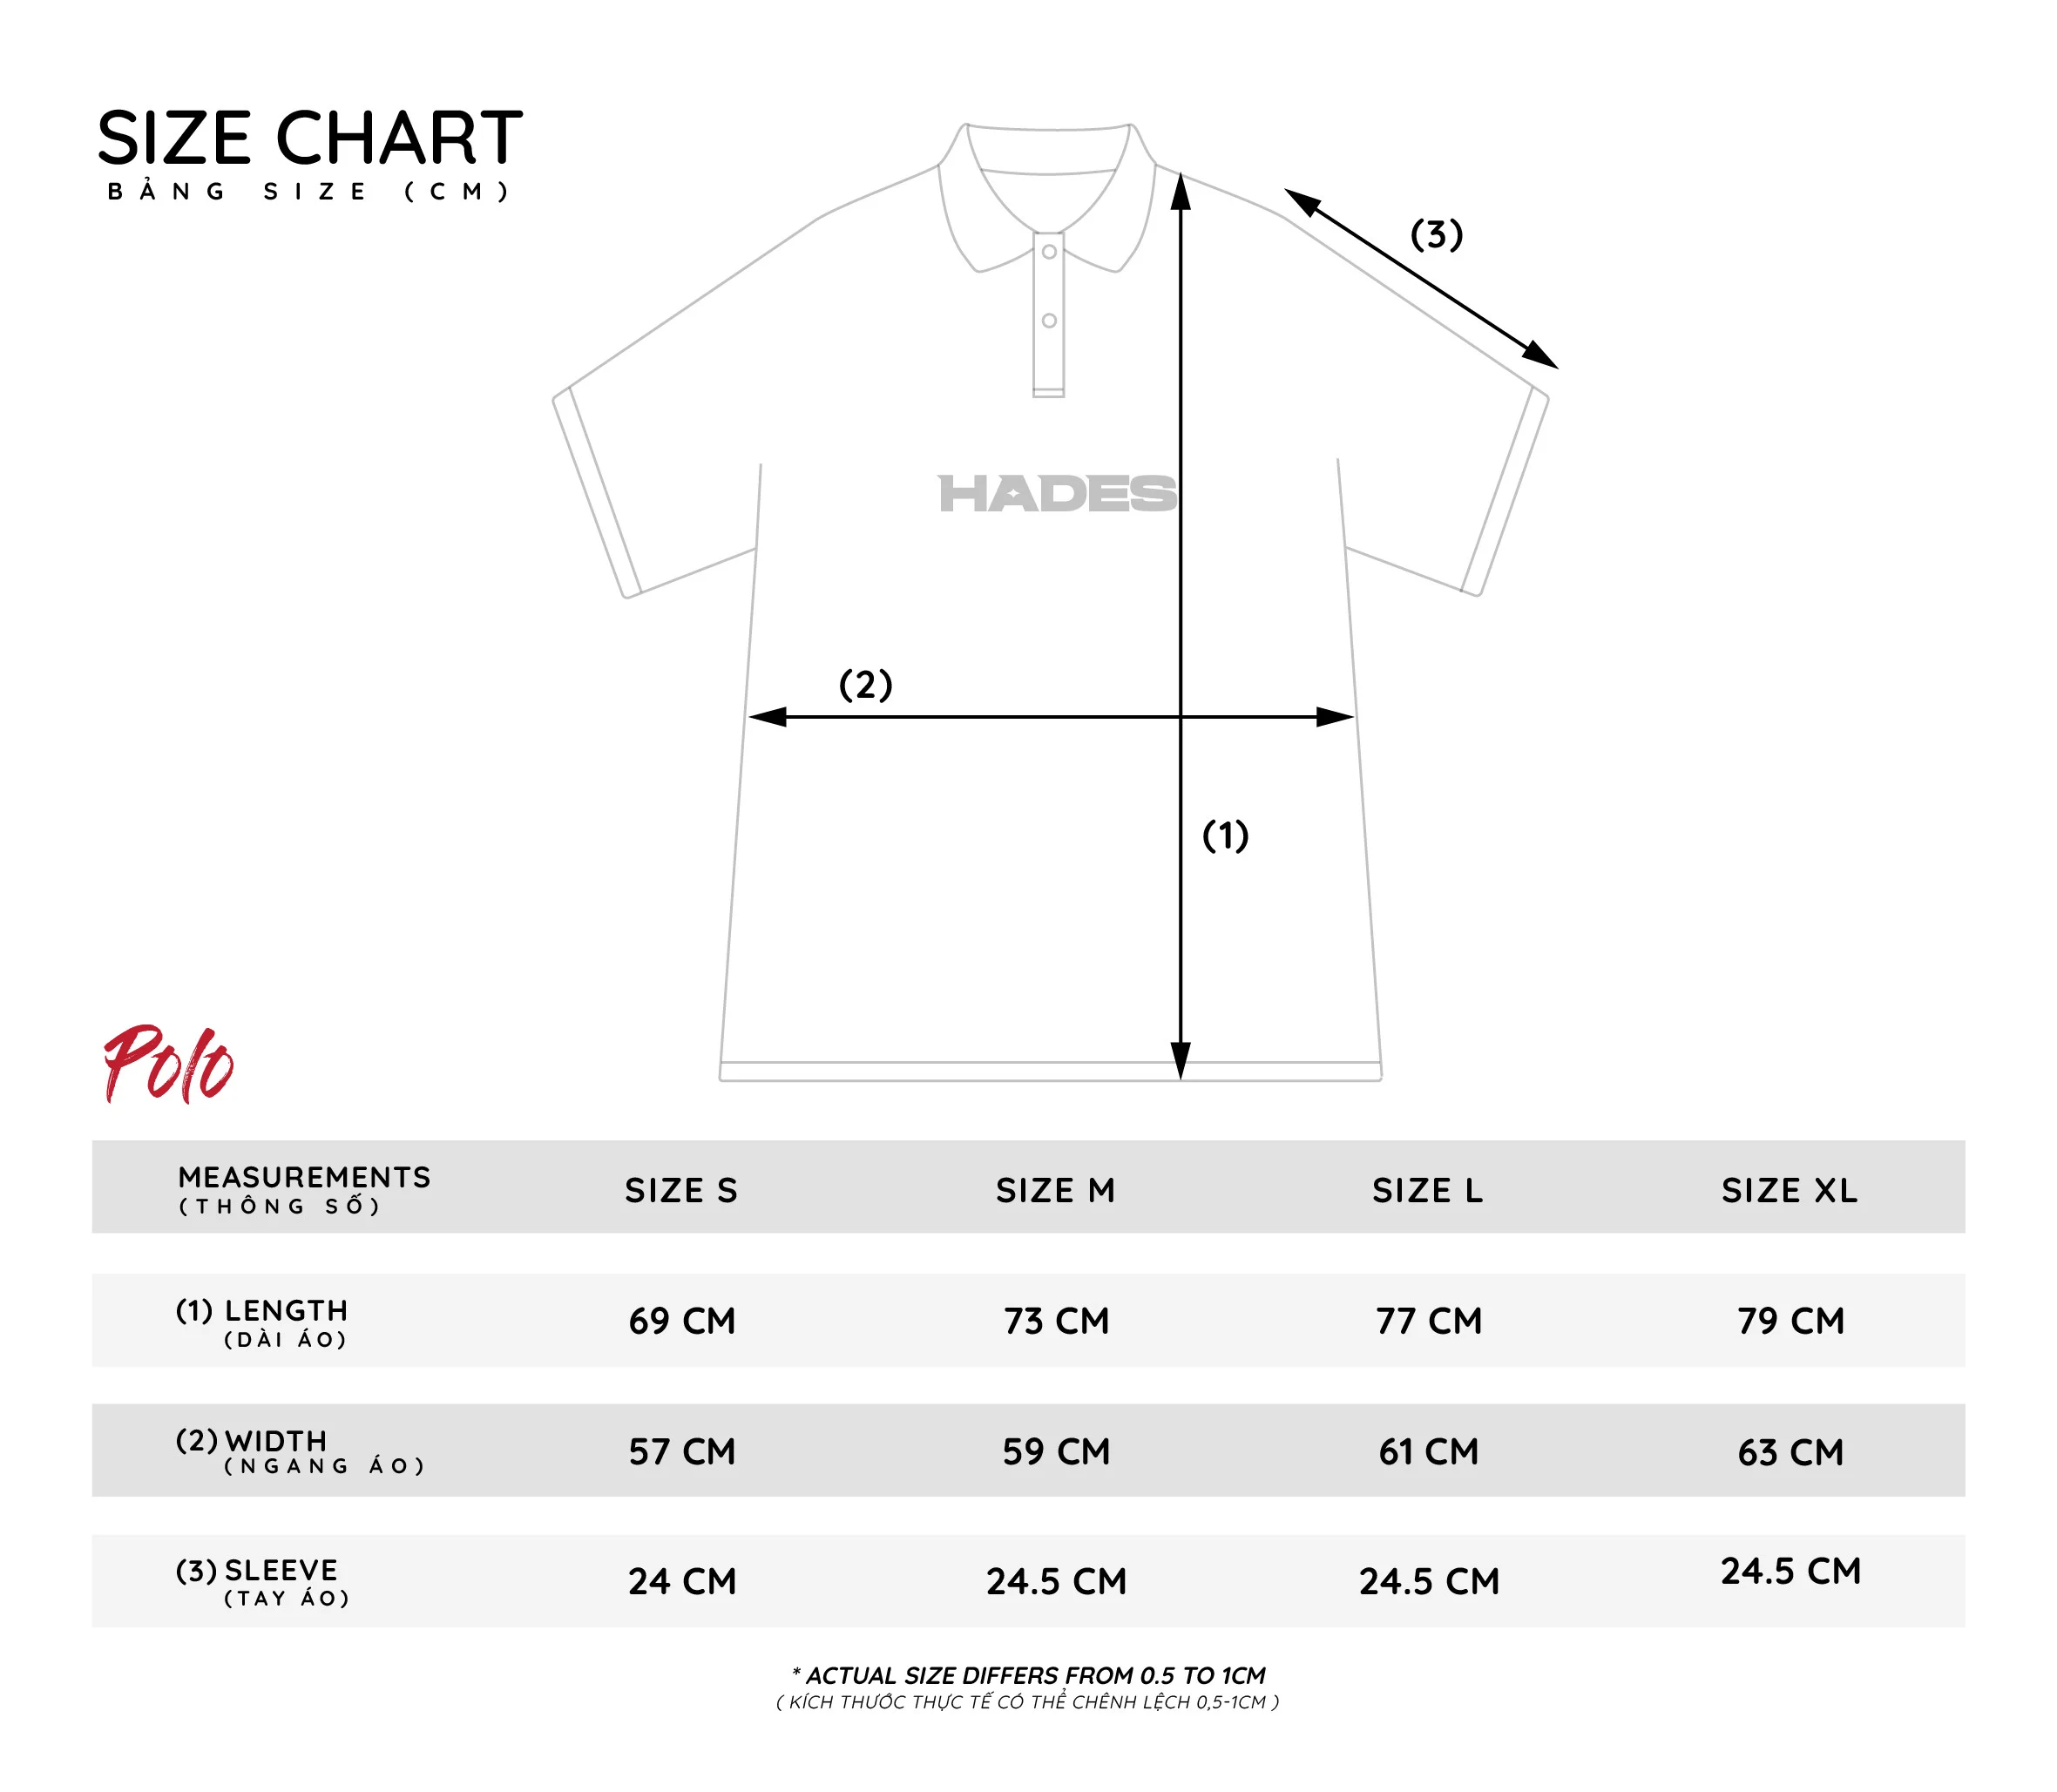 SIZE CHART
BẢNG SIZE (CM)
(3)
HADES
(2)
(1)
Polo
MEASUREMENTS SIZE S SIZE M SIZE L SIZE XL
(THÔNG SỐ)
(1) LENGTH 69 CM 73 CM 77 CM 79 CM
(DÀI ÁO)
(2) WIDTH 57 CM 59 CM 61 CM 63 CM
(NGANG ÁO)
(3) SLEEVE 24 CM 24.5 CM 24.5 CM 24.5 CM
(TAY ÁO)
* ACTUAL SIZE DIFFERS FROM 0.5 TO 1CM
( KÍCH THƯỚC THỰC TẾ CÓ THỂ CHÊNH LỆCH 0,5-1CM )